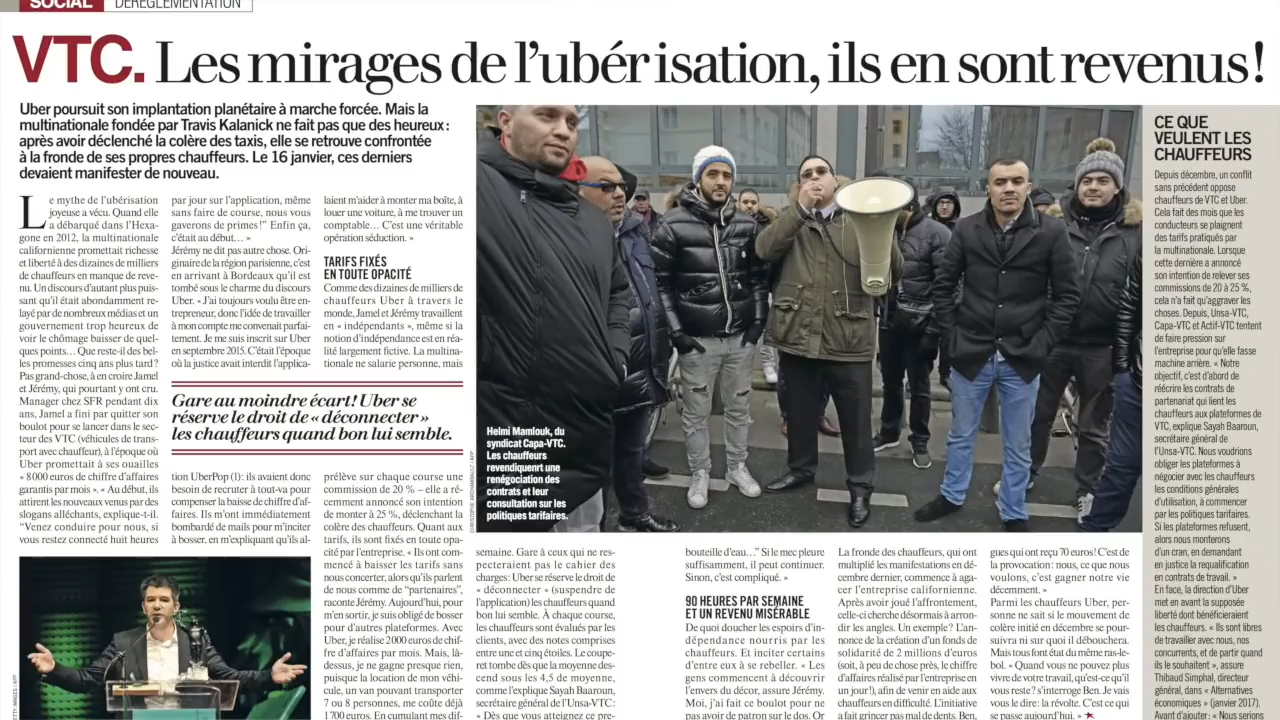 SOCIAL DÉRÉGLEMENTATION
VTC. Les mirages de l'ubérisation, ils en sont revenus!
Uber poursuit son implantation planétaire à marche forcée. Mais la
multinationale fondée par Travis Kalanick ne fait pas que des heureux :
après avoir déclenché la colère des taxis, elle se retrouve confrontée
à la fronde de ses propres chauffeurs. Le 16 janvier, ces derniers
devaient manifester de nouveau.
Le mythe de l'ubérisation
joyeuse a vécu. Quand elle
a débarqué dans l'Hexa-
gone en 2012, la multinationale
californienne promettait richesse
et liberté à des dizaines de milliers
de chauffeurs en manque de reve-
nu. Un discours d'autant plus puis-
sant qu'il était abondamment re-
layé par de nombreux médias et un
gouvernement trop heureux de
voir le chômage baisser de quel-
ques points… Que reste-il des bel-
les promesses cinq ans plus tard ?
Pas grand-chose, à en croire Jamel
et Jérémy, qui pourtant y ont cru.
Manager chez SFR pendant dix
ans, Jamel a fini par quitter son
boulot pour se lancer dans le sec-
teur des VTC (véhicules de trans-
port avec chauffeur), à l'époque où
Uber promettait à ses ouailles
« 8 000 euros de chiffre d'affaires
garantis par mois ». « Au début, ils
attirent les nouveaux venus par des
slogans alléchants, explique-t-il.
"Venez conduire pour nous, si
vous restez connecté huit heures
par jour sur l'application, même
sans faire de course, nous vous
gaverons de primes !" Enfin ça,
c'était au début… »
Jérémy ne dit pas autre chose. Ori-
ginaire de la région parisienne, c'est
en arrivant à Bordeaux qu'il est
tombé sous le charme du discours
Uber. « J'ai toujours voulu être en-
trepreneur, donc l'idée de travailler
à mon compte me convenait parfai-
tement. Je me suis inscrit sur Uber
en septembre 2015. C'était l'époque
où la justice avait interdit l'applica-
Gare au moindre écart! Uber se
réserve le droit de « déconnecter »
les chauffeurs quand bon lui semble.
tion UberPop (1) : ils avaient donc
besoin de recruter à tout-va pour
compenser la baisse de chiffre d'af-
faires. Ils m'ont immédiatement
bombardé de mails pour m'inciter
à bosser, en m'expliquant qu'ils al-
laient m'aider à monter ma boîte, à
louer une voiture, à me trouver un
comptable… C'est une véritable
opération séduction. »
TARIFS FIXÉS
EN TOUTE OPACITÉ
Comme des dizaines de milliers de
chauffeurs Uber à travers le
monde, Jamel et Jérémy travaillent
en « indépendants », même si la
notion d'indépendance est en réa-
lité largement fictive. La multina-
tionale ne salarie personne, mais
prélève sur chaque course une
commission de 20 % – elle a ré-
cemment annoncé son intention
de monter à 25 %, déclenchant la
colère des chauffeurs. Quant aux
tarifs, ils sont fixés en toute opa-
cité par l'entreprise. « Ils ont com-
mencé à baisser les tarifs sans
nous concerter, alors qu'ils parlent
de nous comme de "partenaires",
raconte Jérémy. Aujourd'hui, pour
m'en sortir, je suis obligé de bosser
pour d'autres plateformes. Avec
Uber, je réalise 2 000 euros de chif-
fre d'affaires par mois. Mais, là-
dessus, je ne gagne presque rien,
puisque la location de mon véhi-
cule, un van pouvant transporter
7 ou 8 personnes, me coûte déjà
1 700 euros. En cumulant mes dif-
Helmi Mamlouk, du
syndicat Capa-VTC.
Les chauffeurs
revendiquenrt une
renégociation des
contrats et leur
consultation sur les
politiques tarifaires.
CHRISTOPHE ARCHAMBAULT / AFP
semaine. Gare à ceux qui ne res-
pecteraient pas le cahier des
charges : Uber se réserve le droit de
« déconnecter » (suspendre de
l'application) les chauffeurs quand
bon lui semble. À chaque course,
les chauffeurs sont évalués par les
clients, avec des notes comprises
entre une et cinq étoiles. Le coupe-
ret tombe dès que la moyenne des-
cend sous les 4,5 de moyenne,
comme l'explique Sayah Baaroun,
secrétaire général de l'Unsa-VTC :
« Dès que vous atteignez ce pre-
bouteille d'eau…" Si le mec pleure
suffisamment, il peut continuer.
Sinon, c'est compliqué. »
90 HEURES PAR SEMAINE
ET UN REVENU MISÉRABLE
De quoi doucher les espoirs d'in-
dépendance nourris par les
chauffeurs. Et inciter certains
d'entre eux à se rebeller. « Les
gens commencent à découvrir
l'envers du décor, assure Jérémy.
Moi, j'ai fait ce boulot pour ne
pas avoir de patron sur le dos. Or
La fronde des chauffeurs, qui ont
multiplié les manifestations en dé-
cembre dernier, commence à aga-
cer l'entreprise californienne.
Après avoir joué l'affrontement,
celle-ci cherche désormais à arron-
dir les angles. Un exemple ? L'an-
nonce de la création d'un fonds de
solidarité de 2 millions d'euros
(soit, à peu de chose près, le chiffre
d'affaires réalisé par l'entreprise en
un jour !), afin de venir en aide aux
chauffeurs en difficulté. L'initiative
a fait grincer pas mal de dents. Ben,
gues qui ont reçu 70 euros! C'est de
la provocation : nous, ce que nous
voulons, c'est gagner notre vie
décemment. »
Parmi les chauffeurs Uber, per-
sonne ne sait si le mouvement de
colère initié en décembre se pour-
suivra ni sur quoi il débouchera.
Mais tous font état du même ras-le-
bol. « Quand vous ne pouvez plus
vivre de votre travail, qu'est-ce qu'il
vous reste ? s'interroge Ben. Je vais
vous le dire : la révolte. C'est ce qui
se passe aujourd'hui. »
CE QUE
VEULENT LES
CHAUFFEURS
Depuis décembre, un conflit
sans précédent oppose
chauffeurs de VTC et Uber.
Cela fait des mois que les
conducteurs se plaignent
des tarifs pratiqués par
la multinationale. Lorsque
cette dernière a annoncé
son intention de relever ses
commissions de 20 à 25 %,
cela n'a fait qu'aggraver les
choses. Depuis, Unsa-VTC,
Capa-VTC et Actif-VTC tentent
de faire pression sur
l'entreprise pour qu'elle fasse
machine arrière. « Notre
objectif, c'est d'abord de
réécrire les contrats de
partenariat qui lient les
chauffeurs aux plateformes de
VTC, explique Sayah Baaroun,
secrétaire général de
l'Unsa-VTC. Nous voudrions
obliger les plateformes à
négocier avec les chauffeurs
les conditions générales
d'utilisation, à commencer
par les politiques tarifaires.
Si les plateformes refusent,
alors nous monterons
d'un cran, en demandant
en justice la requalification
en contrats de travail. »
En face, la direction d'Uber
met en avant la supposée
liberté dont bénéficieraient
les chauffeurs. « Ils sont libres
de travailler avec nous, nos
concurrents, et de partir quand
ils le souhaitent », assure
Thibaud Simphal, directeur
général, dans « Alternatives
économiques » (janvier 2017).
Avant d'ajouter : « Nous serions